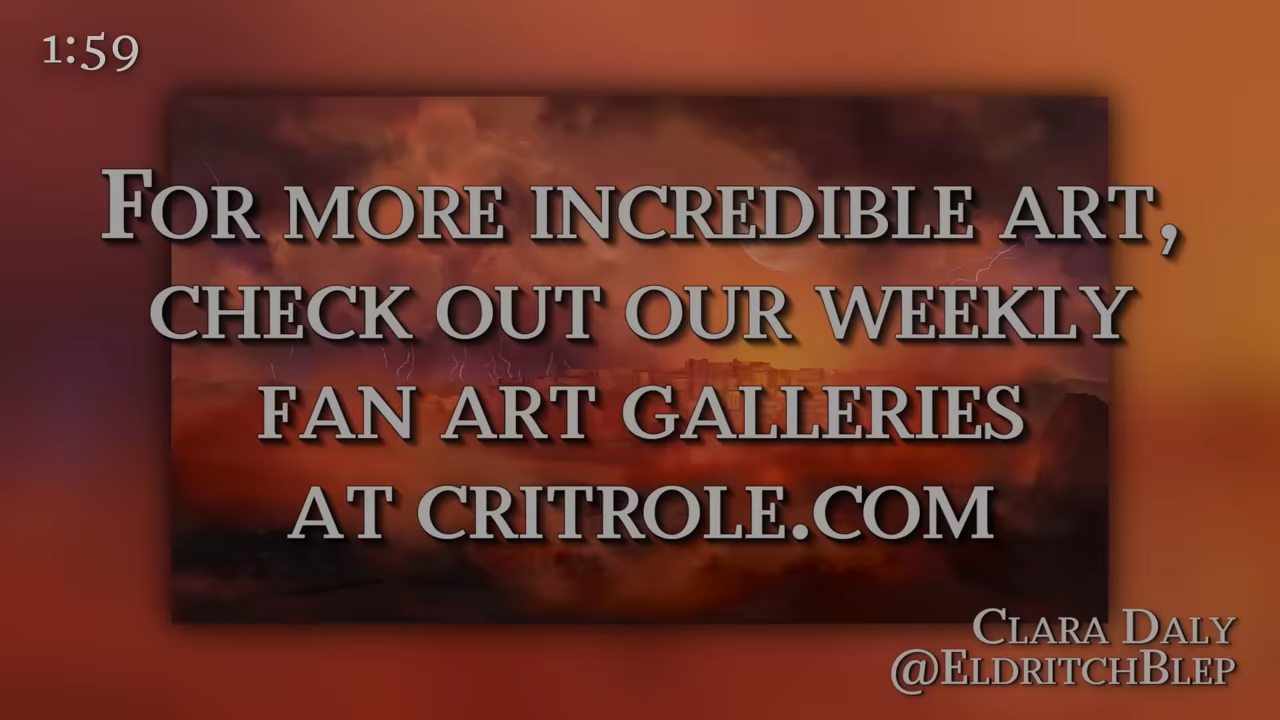 1:59
For more incredible art,
check out our weekly
fan art galleries
at critrole.com
Clara Daly
@EldritchBlep